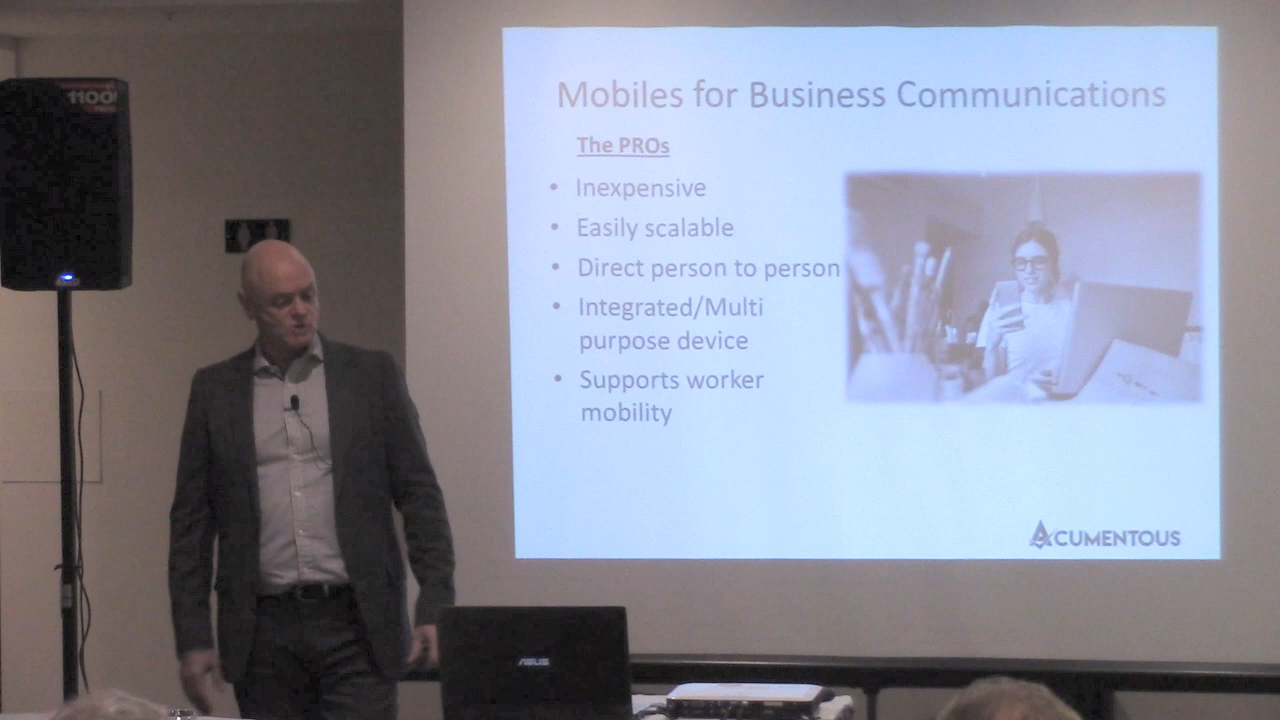 1100
Mobiles for Business Communications
The PROs
• Inexpensive
• Easily scalable
• Direct person to person
• Integrated/Multi
purpose device
• Supports worker
mobility
ACUMENTOUS
ASUS